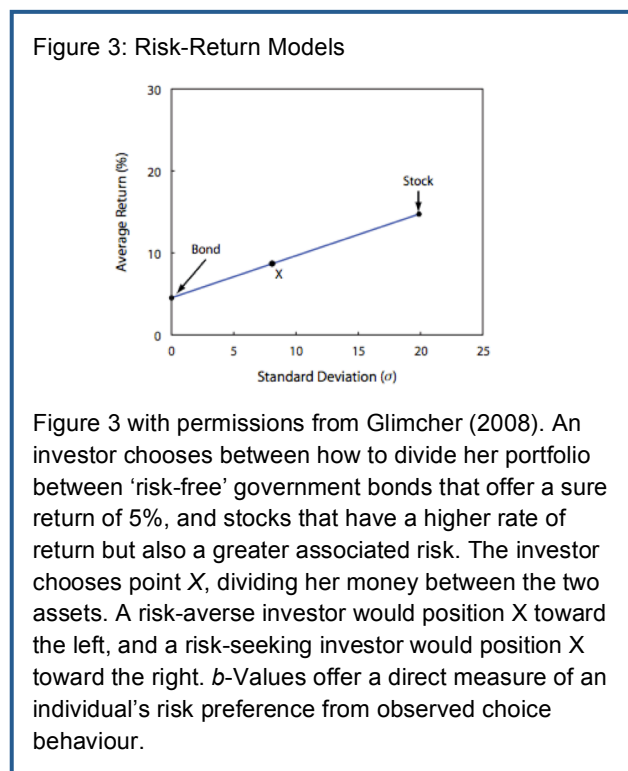 Figure 3: Risk-Return Models
30
20
10
0
Average Return (%)
Bond
X
Stock
0 5 10 15 20 25
Standard Deviation (σ)
Figure 3 with permissions from Glimcher (2008). An
investor chooses between how to divide her portfolio
between ‘risk-free’ government bonds that offer a sure
return of 5%, and stocks that have a higher rate of
return but also a greater associated risk. The investor
chooses point X, dividing her money between the two
assets. A risk-averse investor would position X toward
the left, and a risk-seeking investor would position X
toward the right. b-Values offer a direct measure of an
individual’s risk preference from observed choice
behaviour.